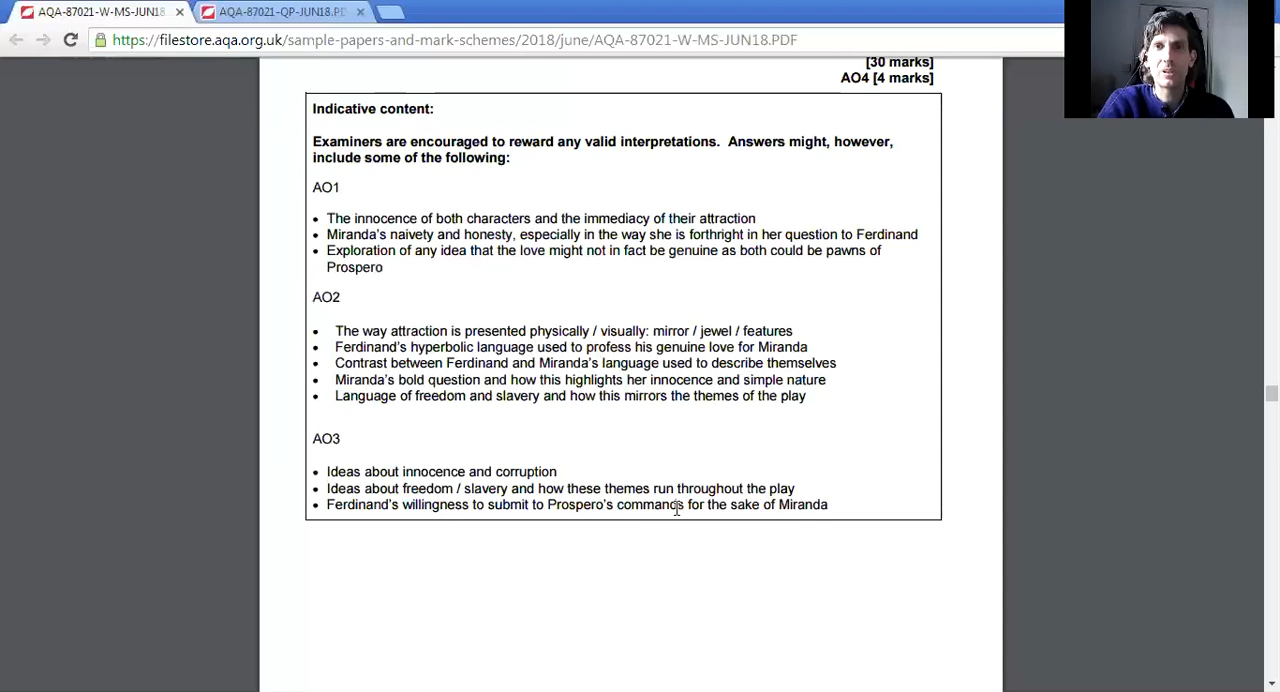 AQA-87021-W-MS-JUN18
AQA-87021-QP-JUN18.PD
https://filestore.aqa.org.uk/sample-papers-and-mark-schemes/2018/june/AQA-87021-W-MS-JUN18.PDF
[30 marks]
AO4 [4 marks]
Indicative content:
Examiners are encouraged to reward any valid interpretations. Answers might, however,
include some of the following:
AO1
• The innocence of both characters and the immediacy of their attraction
• Miranda’s naivety and honesty, especially in the way she is forthright in her question to Ferdinand
• Exploration of any idea that the love might not in fact be genuine as both could be pawns of
Prospero
AO2
• The way attraction is presented physically / visually: mirror / jewel / features
• Ferdinand’s hyperbolic language used to profess his genuine love for Miranda
• Contrast between Ferdinand and Miranda’s language used to describe themselves
• Miranda’s bold question and how this highlights her innocence and simple nature
• Language of freedom and slavery and how this mirrors the themes of the play
AO3
• Ideas about innocence and corruption
• Ideas about freedom / slavery and how these themes run throughout the play
• Ferdinand’s willingness to submit to Prospero’s commands for the sake of Miranda